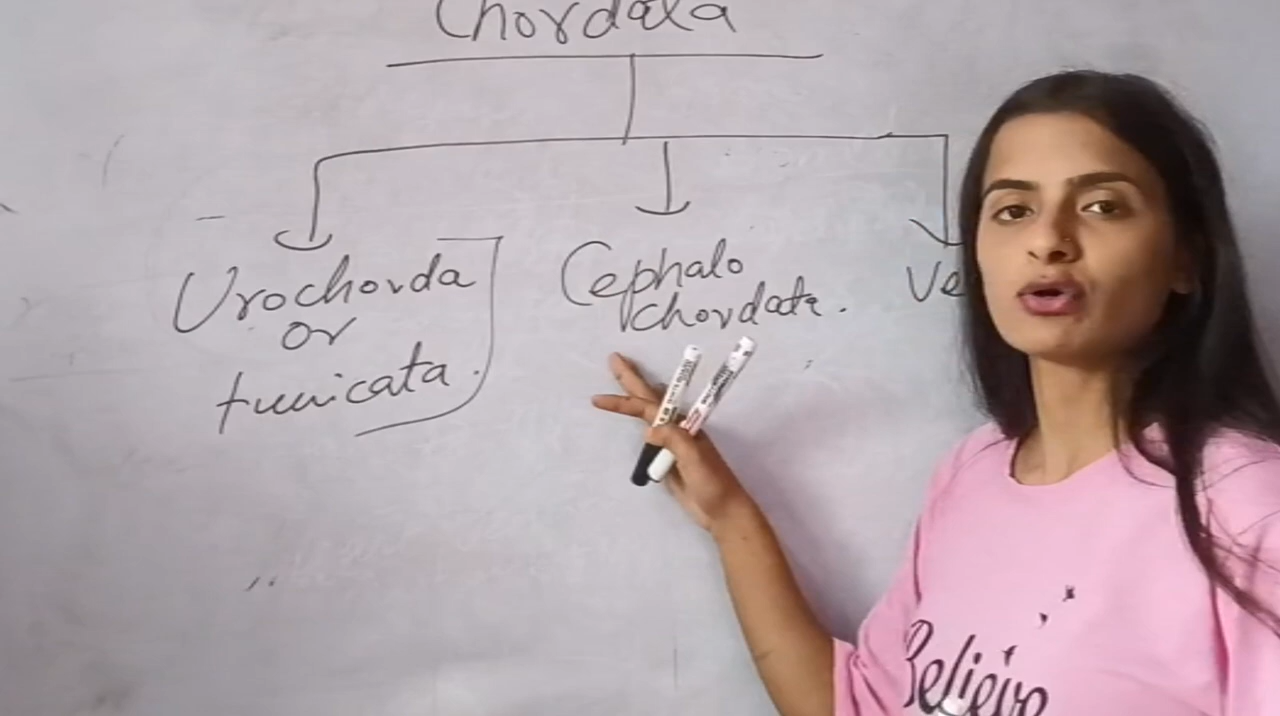 Chordata
Urochorda
or
tunicata.
Cephalo
chordata.
Ve
Believe